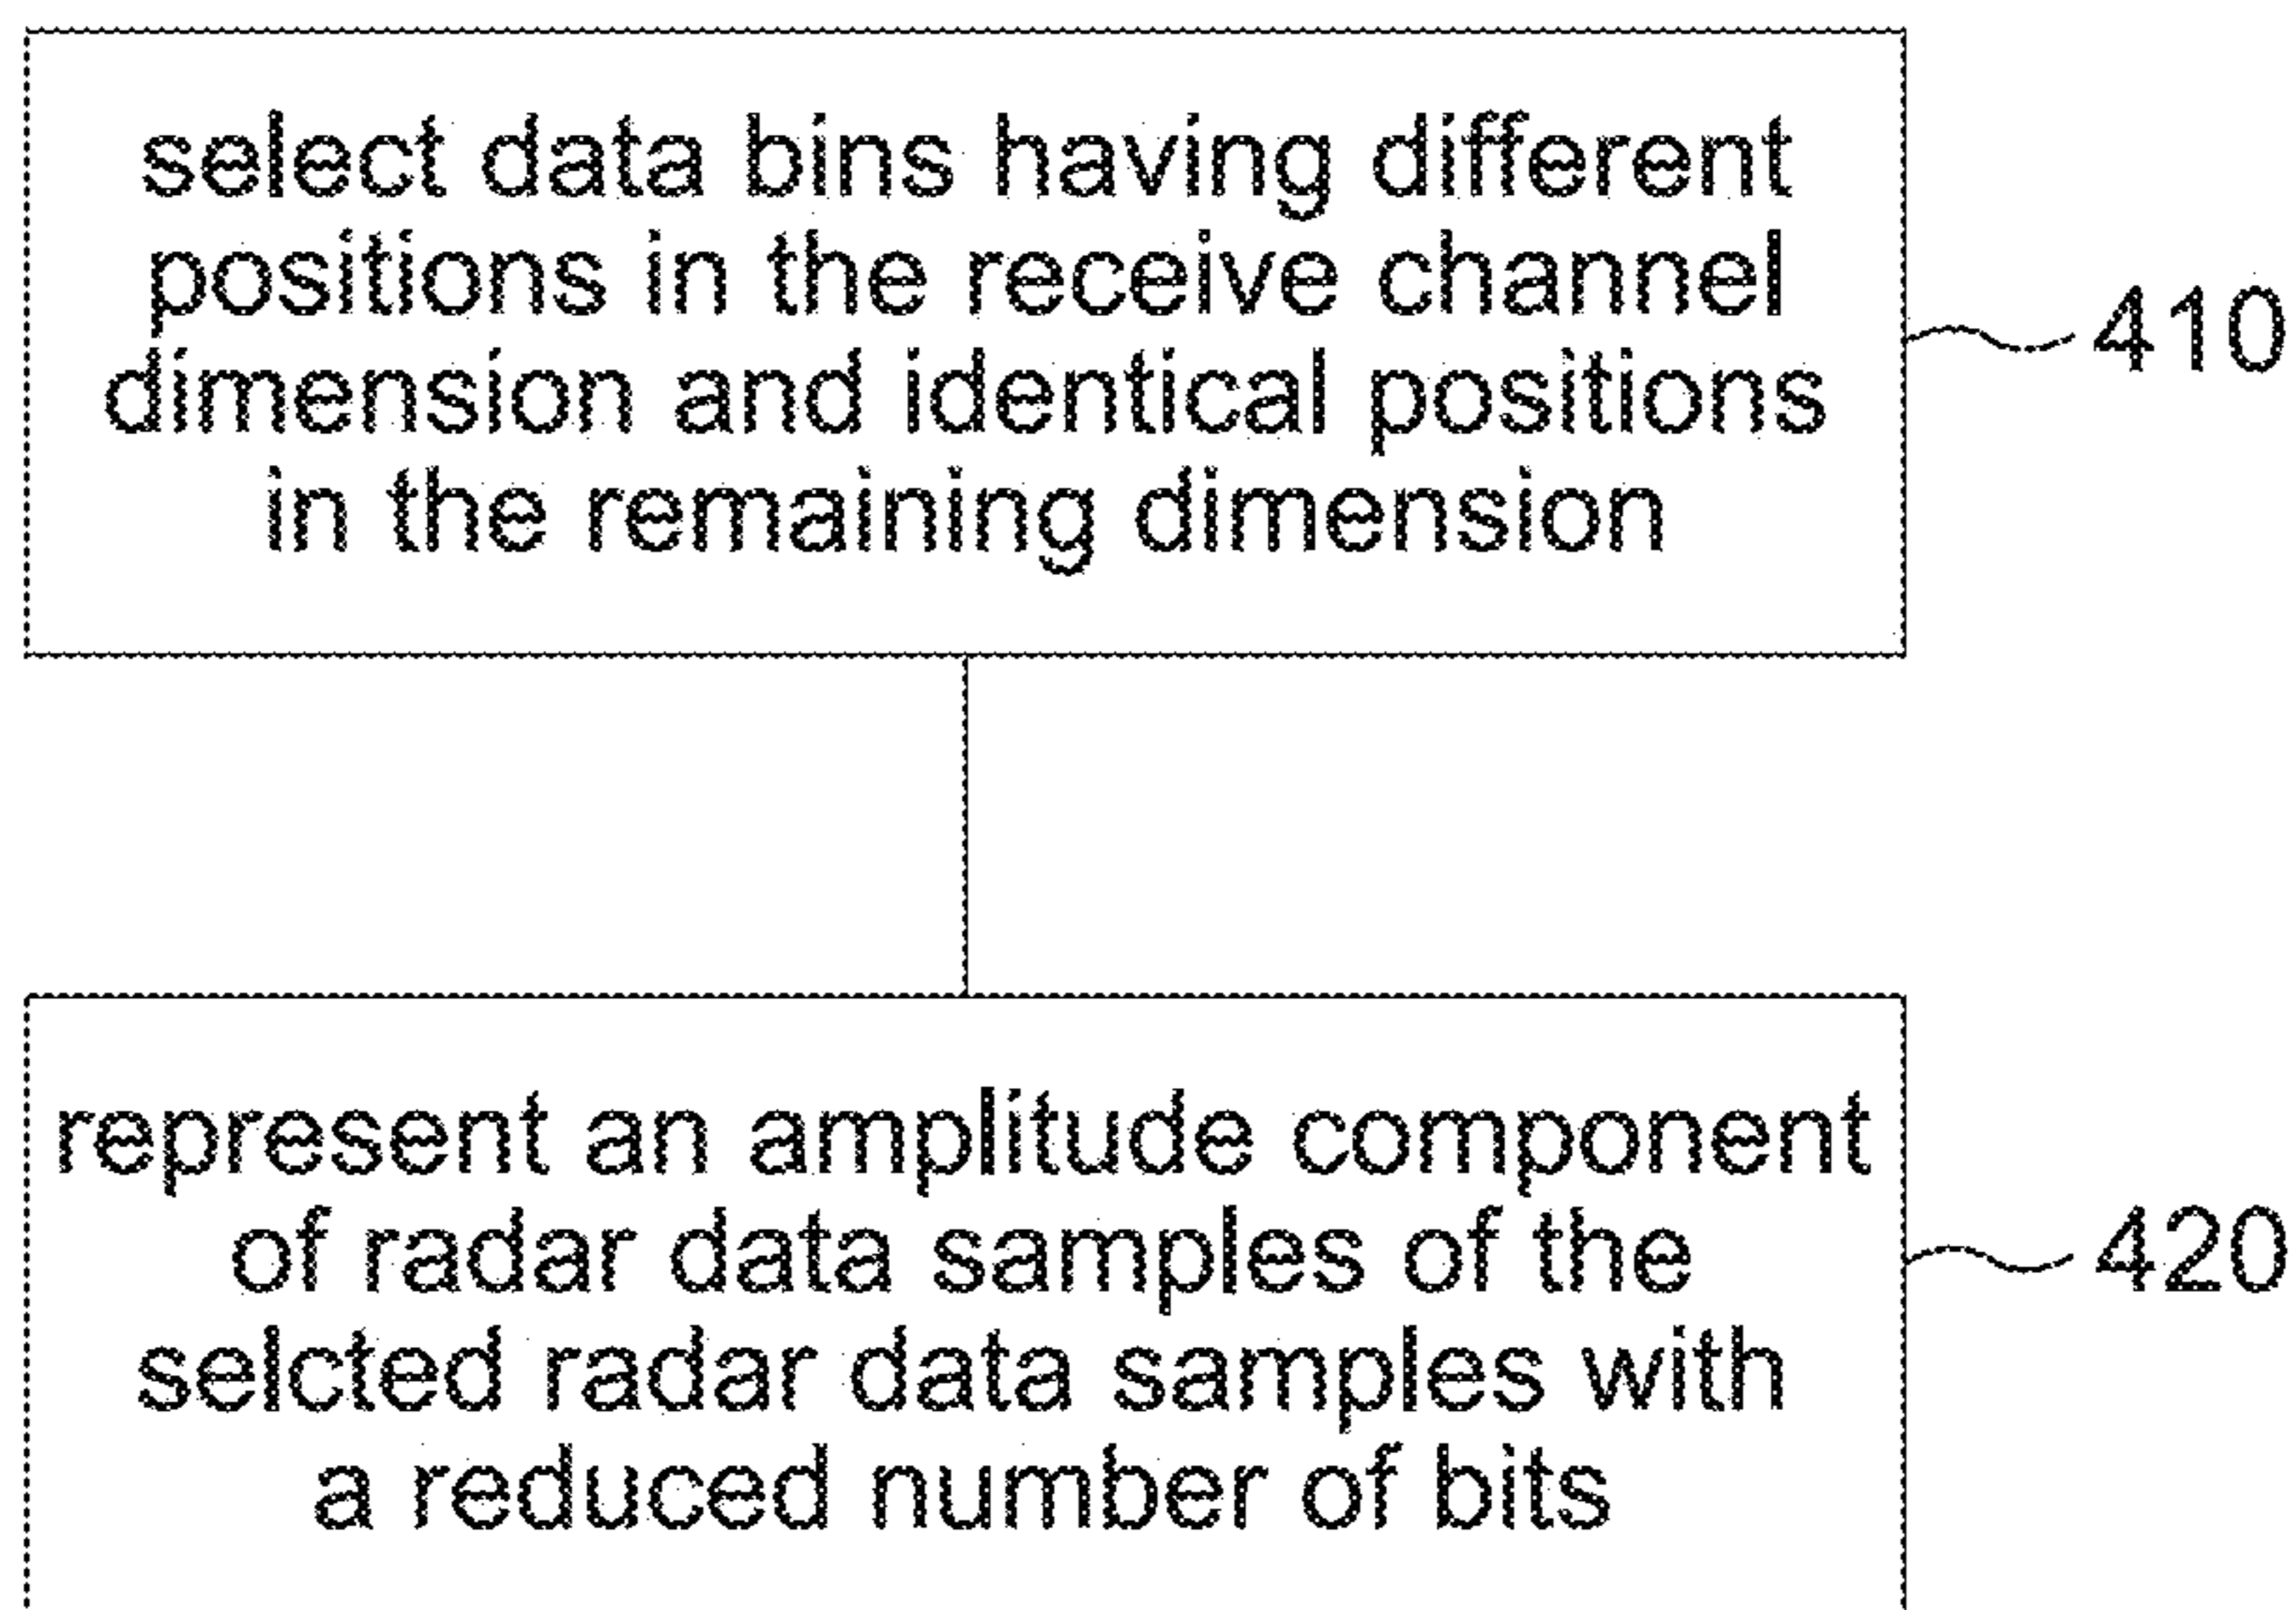 select data bins having different
positions in the receive channel
dimension and identical positions
in the remaining dimension
410
represent an amplitude component
of radar data samples of the
selcted radar data samples with
a reduced number of bits
420